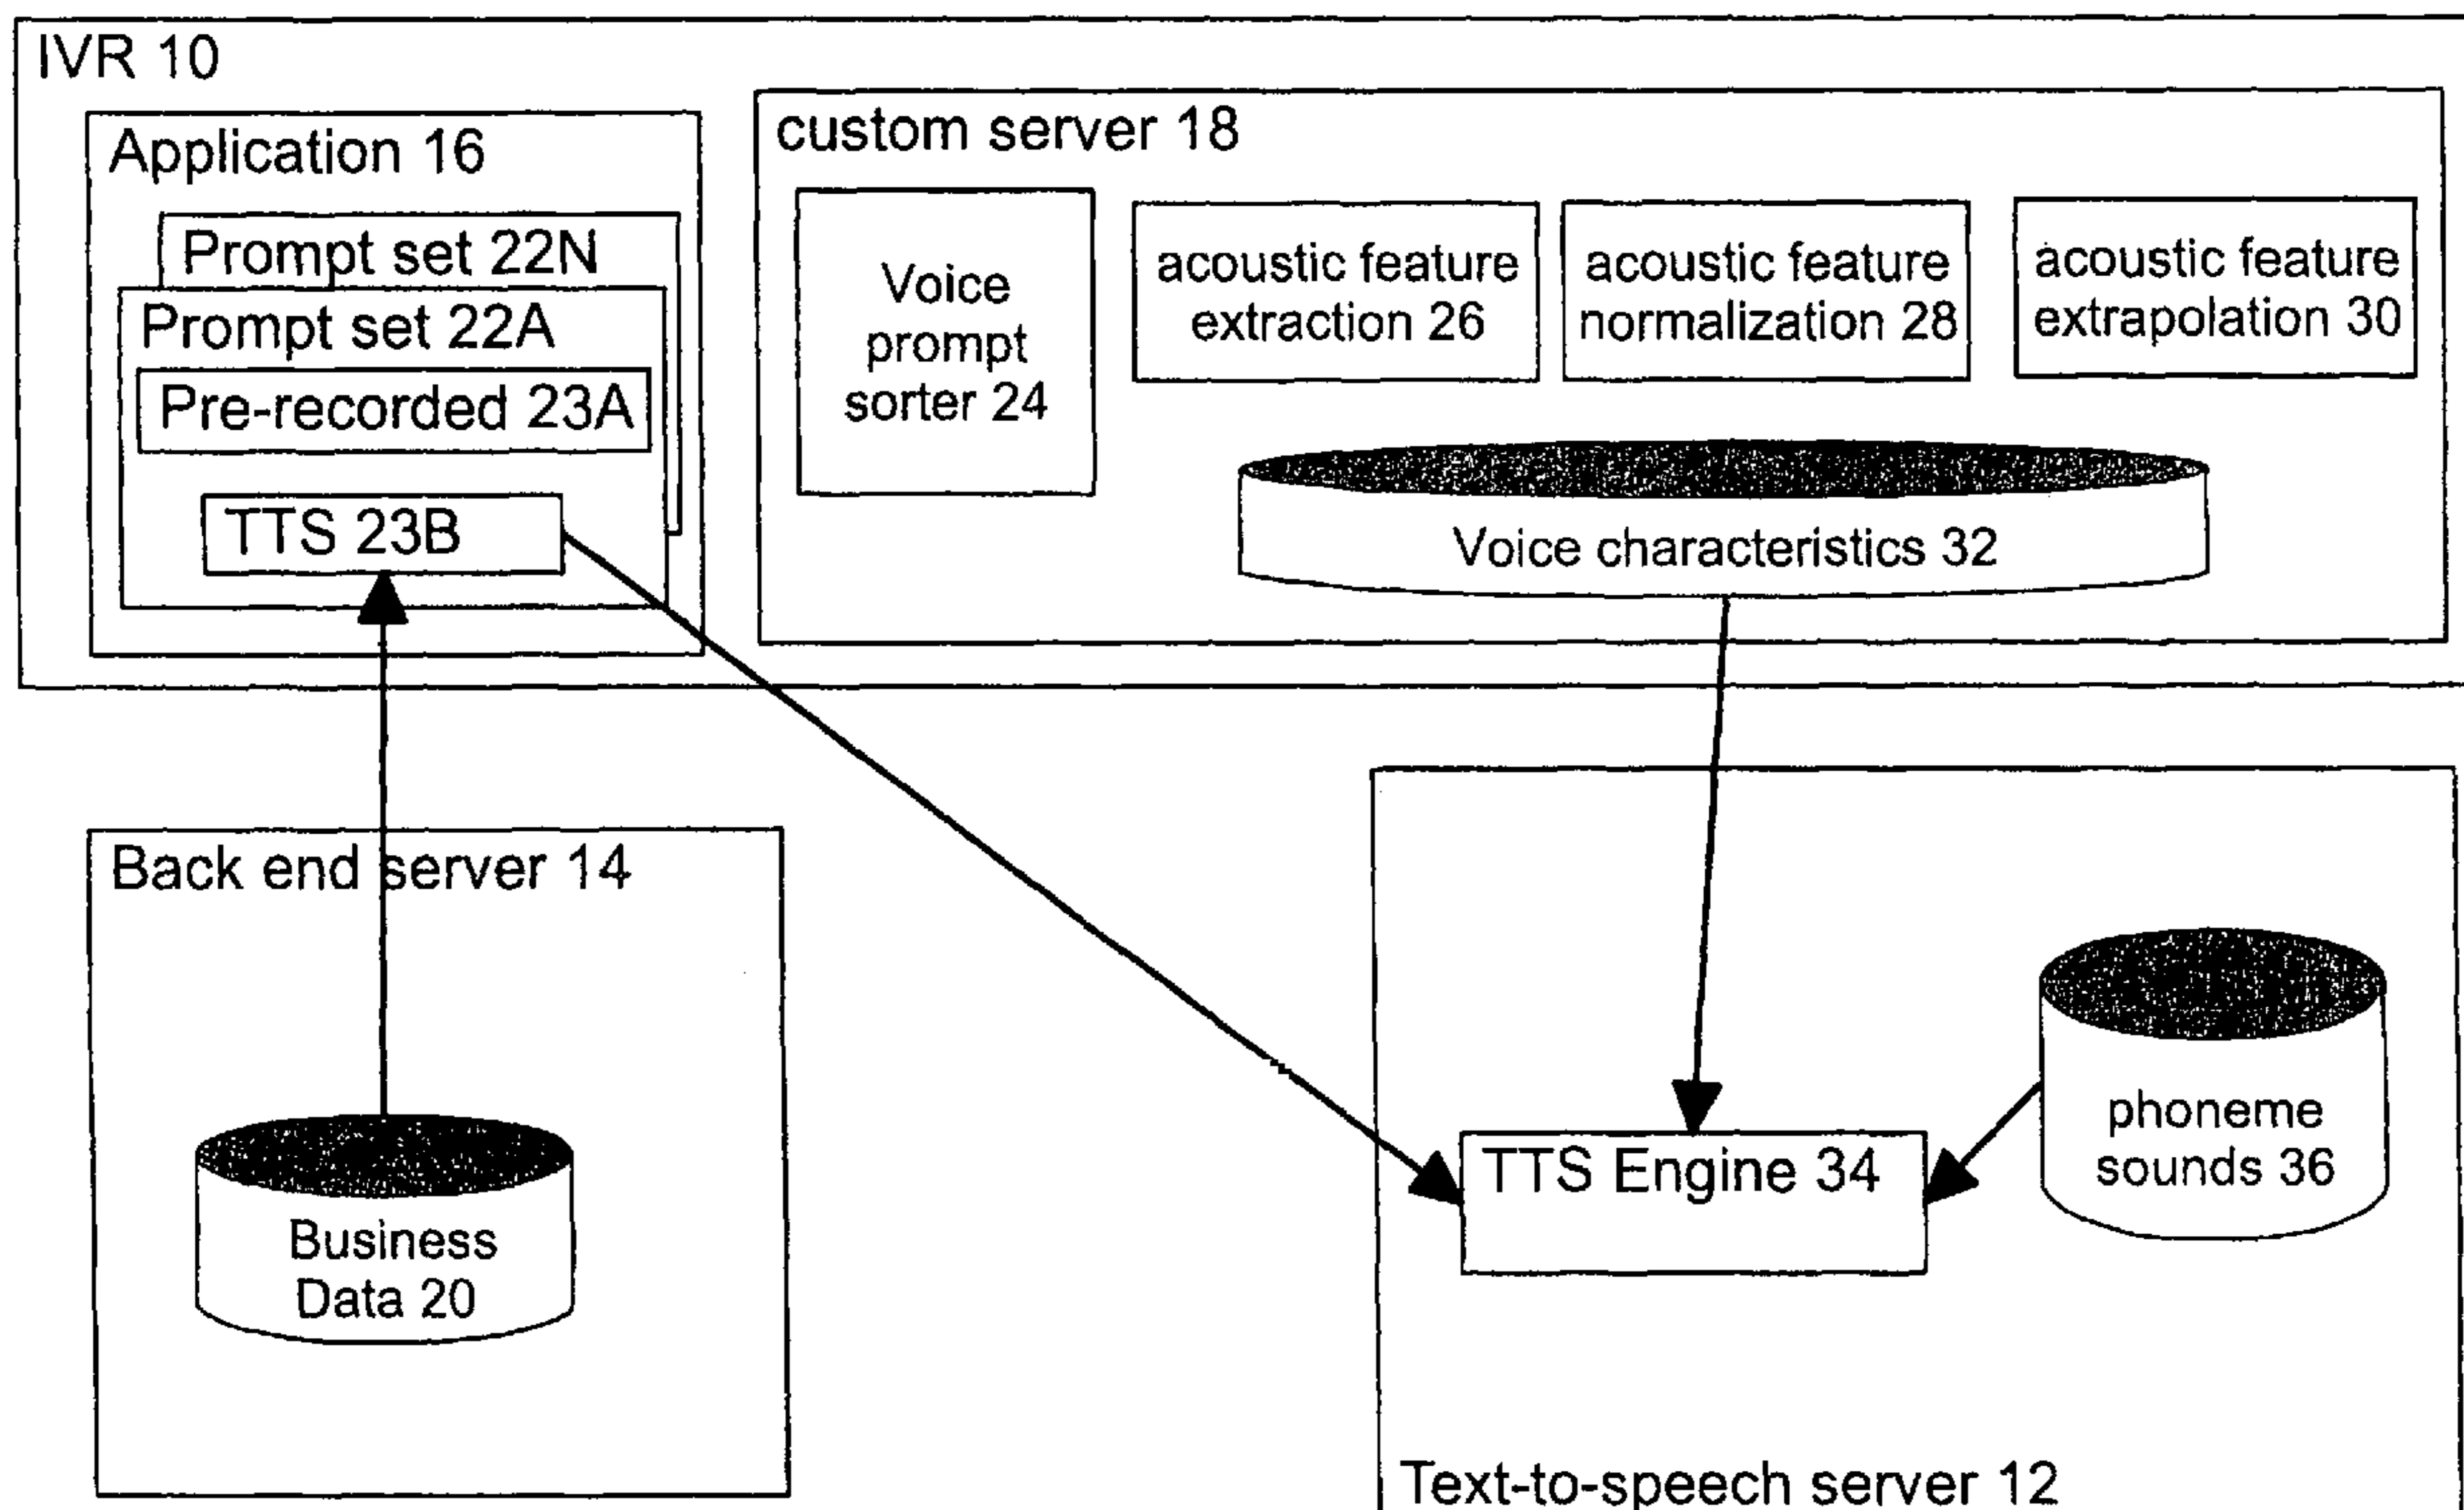 IVR 10
Application 16
Prompt set 22N
Prompt set 22A
Pre-recorded 23A
TTS 23B
custom server 18
Voice
prompt
sorter 24
acoustic feature
extraction 26
acoustic feature
normalization 28
acoustic feature
extrapolation 30
Voice characteristics 32
Back end server 14
Business
Data 20
TTS Engine 34
phoneme
sounds 36
Text-to-speech server 12